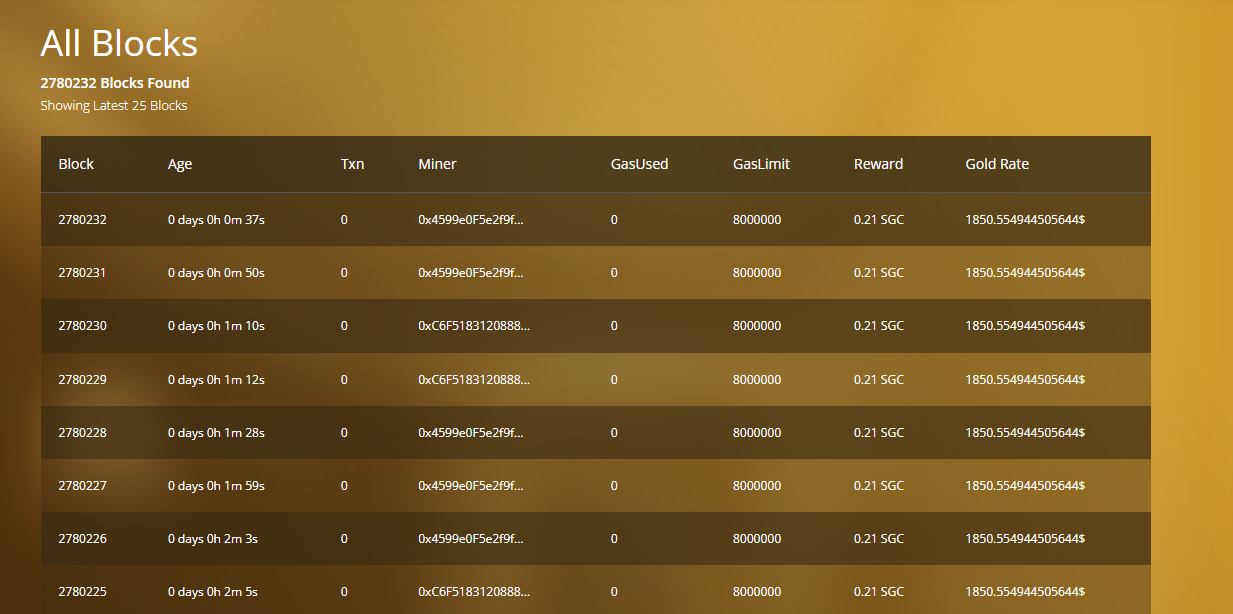 All Blocks
2780232 Blocks Found
Showing Latest 25 Blocks
Block Age Txn Miner GasUsed GasLimit Reward Gold Rate
2780232 0 days 0h 0m 37s 0 0x4599e0F5e2f9f... 0 8000000 0.21 SGC 1850.554944505644$
2780231 0 days 0h 0m 50s 0 0x4599e0F5e2f9f... 0 8000000 0.21 SGC 1850.554944505644$
2780230 0 days 0h 1m 10s 0 0xC6F5183120888... 0 8000000 0.21 SGC 1850.554944505644$
2780229 0 days 0h 1m 12s 0 0xC6F5183120888... 0 8000000 0.21 SGC 1850.554944505644$
2780228 0 days 0h 1m 28s 0 0x4599e0F5e2f9f... 0 8000000 0.21 SGC 1850.554944505644$
2780227 0 days 0h 1m 59s 0 0x4599e0F5e2f9f... 0 8000000 0.21 SGC 1850.554944505644$
2780226 0 days 0h 2m 3s 0 0x4599e0F5e2f9f... 0 8000000 0.21 SGC 1850.554944505644$
2780225 0 days 0h 2m 5s 0 0xC6F5183120888... 0 8000000 0.21 SGC 1850.554944505644$